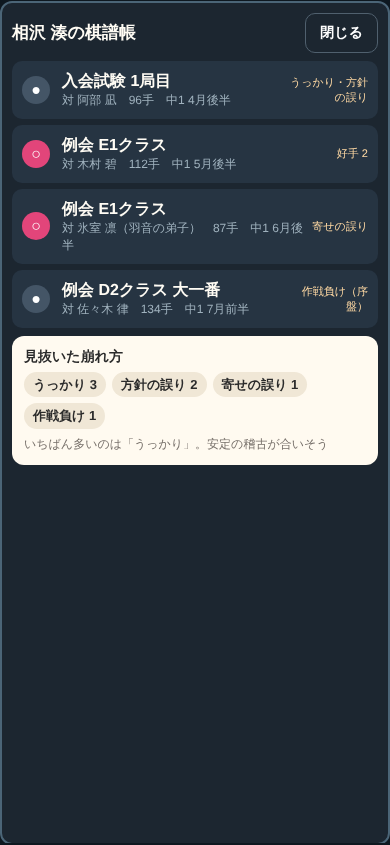 相沢 湊の棋譜帳
閉じる
● 入会試験 1局目
対 阿部 凪　96手　中1 4月後半
うっかり・方針
の誤り
○ 例会 E1クラス
対 木村 碧　112手　中1 5月後半
好手 2
○ 例会 E1クラス
対 氷室 凛（羽音の弟子）　87手　中1 6月後
半
寄せの誤り
● 例会 D2クラス 大一番
対 佐々木 律　134手　中1 7月前半
作戦負け（序
盤）
見抜いた崩れ方
うっかり 3　方針の誤り 2　寄せの誤り 1
作戦負け 1
いちばん多いのは「うっかり」。安定の稽古が合いそう